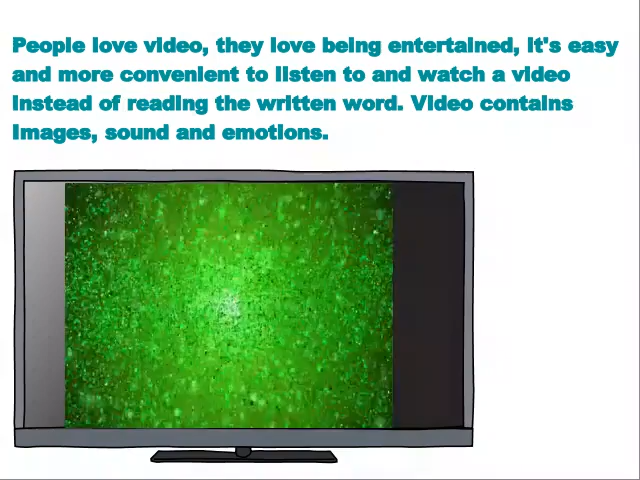 People love video, they love being entertained, it's easy
and more convenient to listen to and watch a video
instead of reading the written word. Video contains
images, sound and emotions.